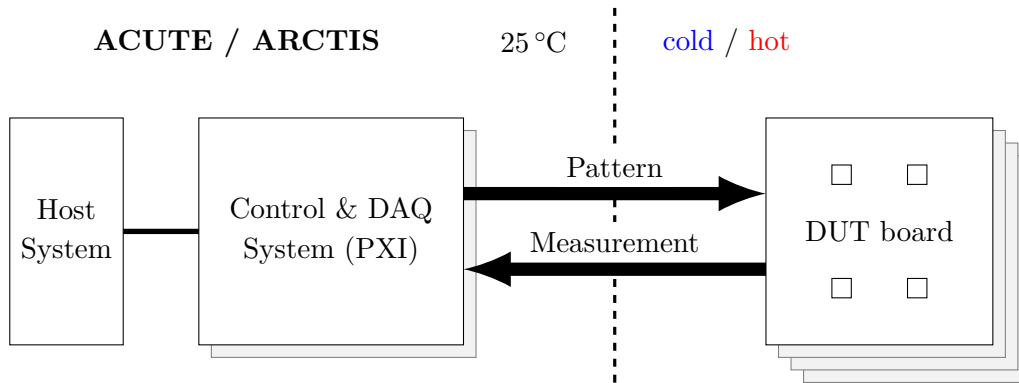 ACUTE / ARCTIS
25 °C
cold / hot
Host
System
Control & DAQ
System (PXI)
Pattern
Measurement
DUT board